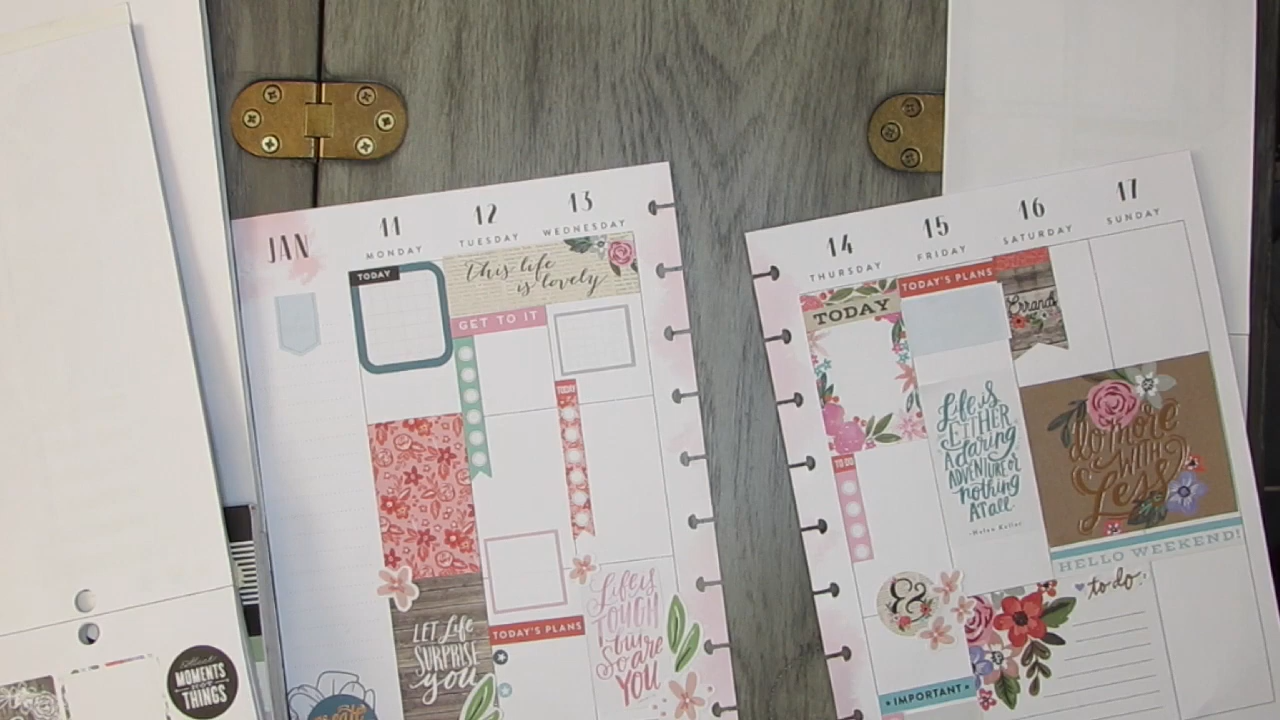 JAN
11
MONDAY
12
TUESDAY
13
WEDNESDAY
TODAY
this life
is lovely
GET TO IT
TODAY
LET Life
SURPRISE
you
TODAY'S PLANS
Life is
TOUGH
but
so are
YOU
MOMENTS
THINGS
14
THURSDAY
15
FRIDAY
16
SATURDAY
17
SUNDAY
TODAY
TODAY'S PLANS
Errands
Life is
EITHER
A daring
ADVENTURE or
nothing
AT all.
-Helen Keller
do more
WITH
Less
TO DO
&
HELLO WEEKEND!
to do
IMPORTANT